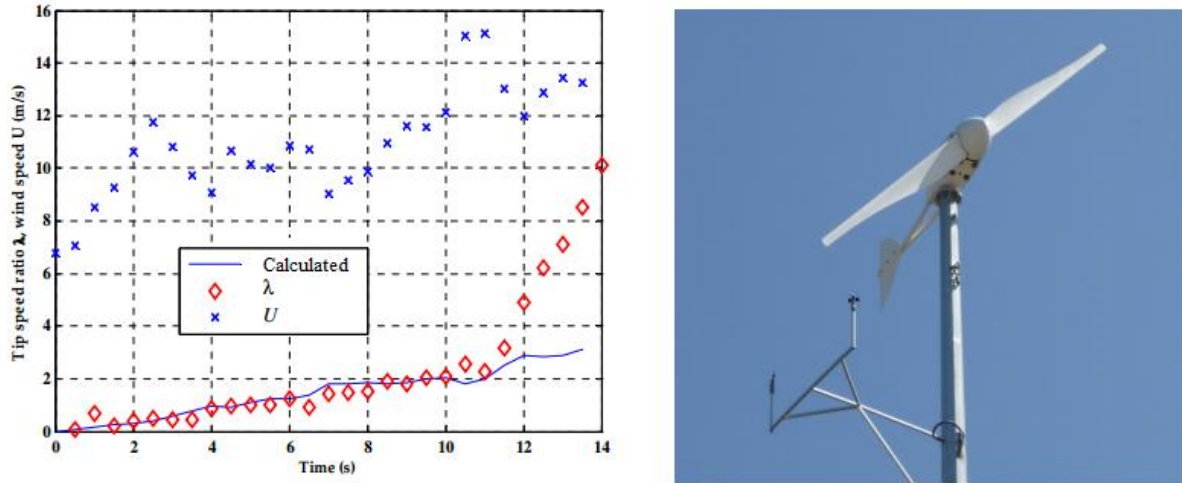 16
14
12
10
8
6
4
2
0
Tip speed ratio λ, wind speed U (m/s)
Calculated
λ
U
0 2 4 6 8 10 12 14
Time (s)